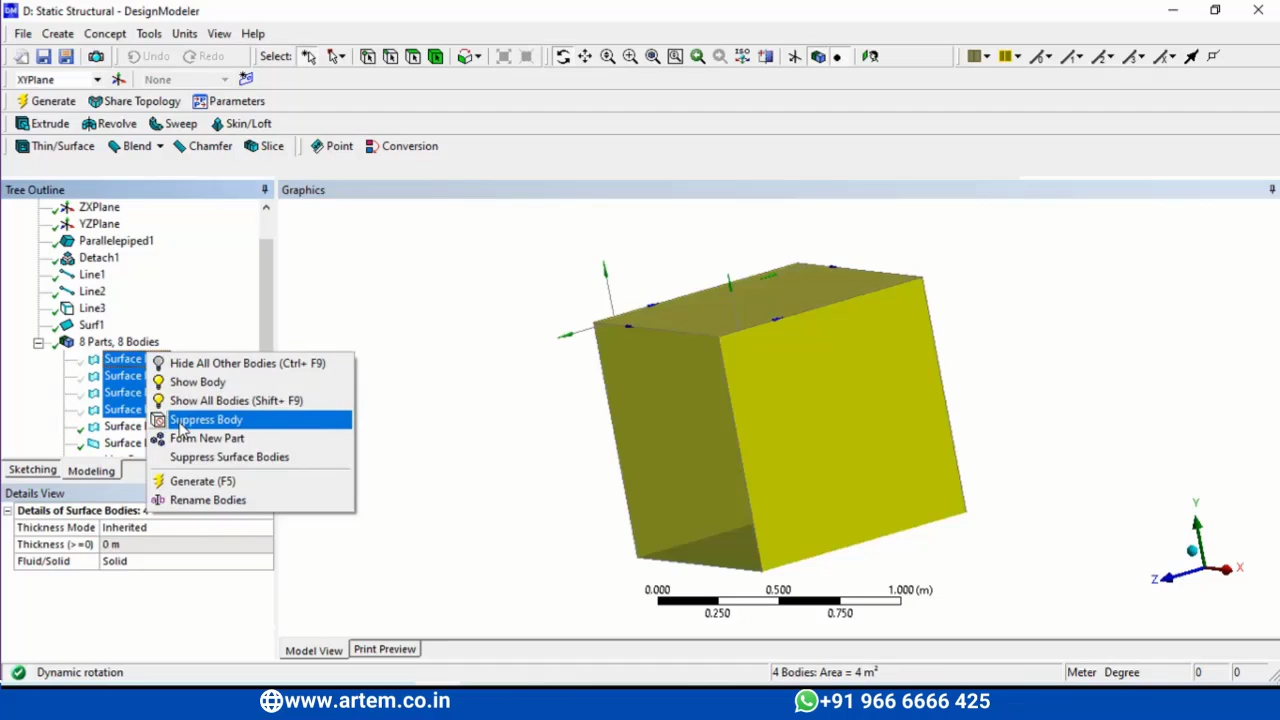 D: Static Structural - DesignModeler
File Create Concept Tools Units View Help
Undo Redo Select:
XYPlane None
Generate Share Topology Parameters
Extrude Revolve Sweep Skin/Loft
Thin/Surface Blend Chamfer Slice Point Conversion
Tree Outline Graphics
ZXPlane
YZPlane
Parallelepiped1
Detach1
Line1
Line2
Line3
Surf1
8 Parts, 8 Bodies
Surface
Surface
Surface
Surface
Surface
Surface
Hide All Other Bodies (Ctrl+ F9)
Show Body
Show All Bodies (Shift+ F9)
Suppress Body
Form New Part
Suppress Surface Bodies
Generate (F5)
Rename Bodies
Sketching Modeling
Details View
Details of Surface Bodies: 4
Thickness Mode Inherited
Thickness (>=0) 0 m
Fluid/Solid Solid
Y
Z X
0.000 0.500 1.000 (m)
0.250 0.750
Model View Print Preview
Dynamic rotation 4 Bodies: Area = 4 m² Meter Degree 0 0
www.artem.co.in +91 966 6666 425